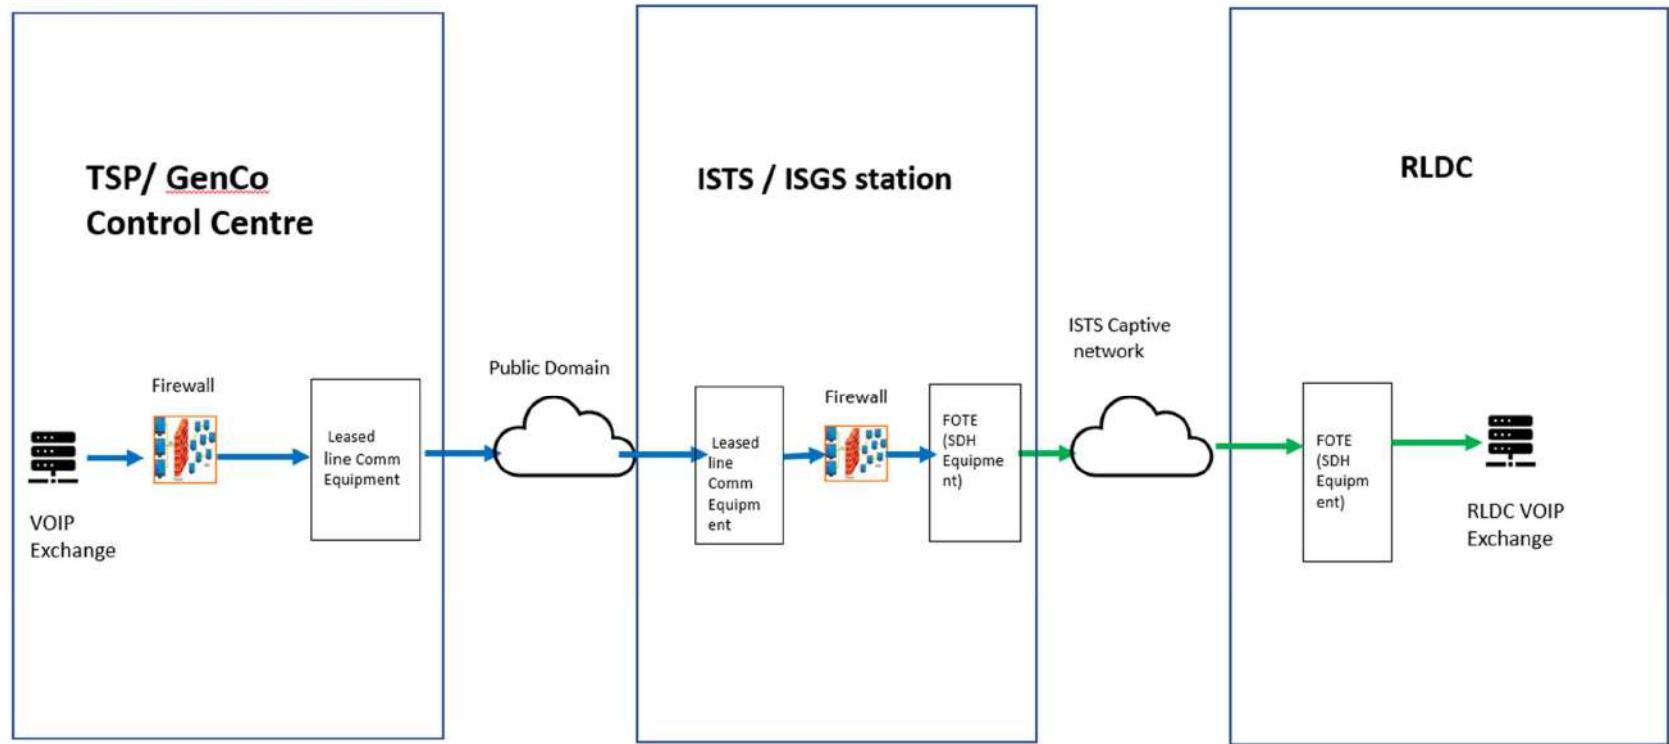 TSP/ GenCo
Control Centre
ISTS / ISGS station
RLDC
ISTS Captive
network
Public Domain
Firewall
Firewall
Leased
line Comm
Equipment
Leased
line
Comm
Equipm
ent
FOTE
(SDH
Equipme
nt)
FOTE
(SDH
Equipm
ent)
VOIP
Exchange
RLDC VOIP
Exchange